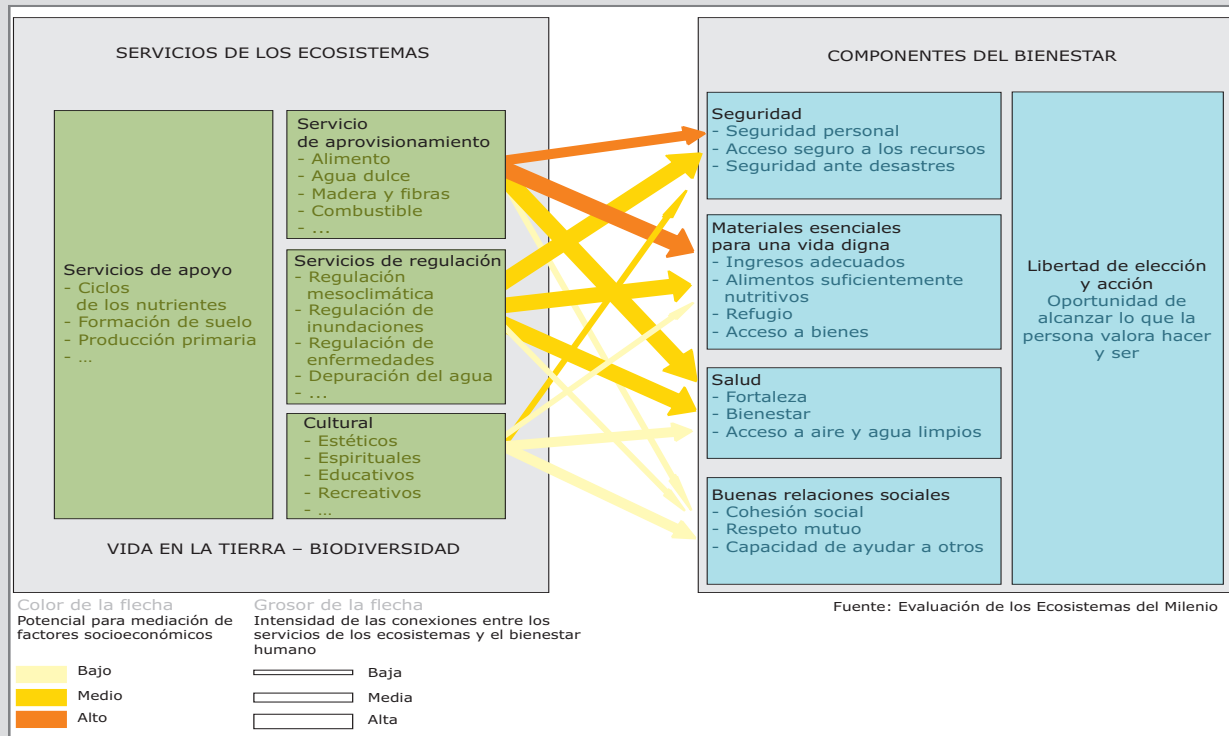 SERVICIOS DE LOS ECOSISTEMAS
Servicios de apoyo
- Ciclos
de los nutrientes
- Formación de suelo
- Producción primaria
- ...
Servicio
de aprovisionamiento
- Alimento
- Agua dulce
- Madera y fibras
- Combustible
- ...
Servicios de regulación
- Regulación
mesoclimática
- Regulación de
inundaciones
- Regulación de
enfermedades
- Depuración del agua
- ...
Cultural
- Estéticos
- Espirituales
- Educativos
- Recreativos
- ...
VIDA EN LA TIERRA – BIODIVERSIDAD
COMPONENTES DEL BIENESTAR
Seguridad
- Seguridad personal
- Acceso seguro a los recursos
- Seguridad ante desastres
Materiales esenciales
para una vida digna
- Ingresos adecuados
- Alimentos suficientemente
nutritivos
- Refugio
- Acceso a bienes
Salud
- Fortaleza
- Bienestar
- Acceso a aire y agua limpios
Buenas relaciones sociales
- Cohesión social
- Respeto mutuo
- Capacidad de ayudar a otros
Libertad de elección
y acción
Oportunidad de
alcanzar lo que la
persona valora hacer
y ser
Color de la flecha
Potencial para mediación de
factores socioeconómicos
Bajo
Medio
Alto
Grosor de la flecha
Intensidad de las conexiones entre los
servicios de los ecosistemas y el bienestar
humano
Baja
Media
Alta
Fuente: Evaluación de los Ecosistemas del Milenio